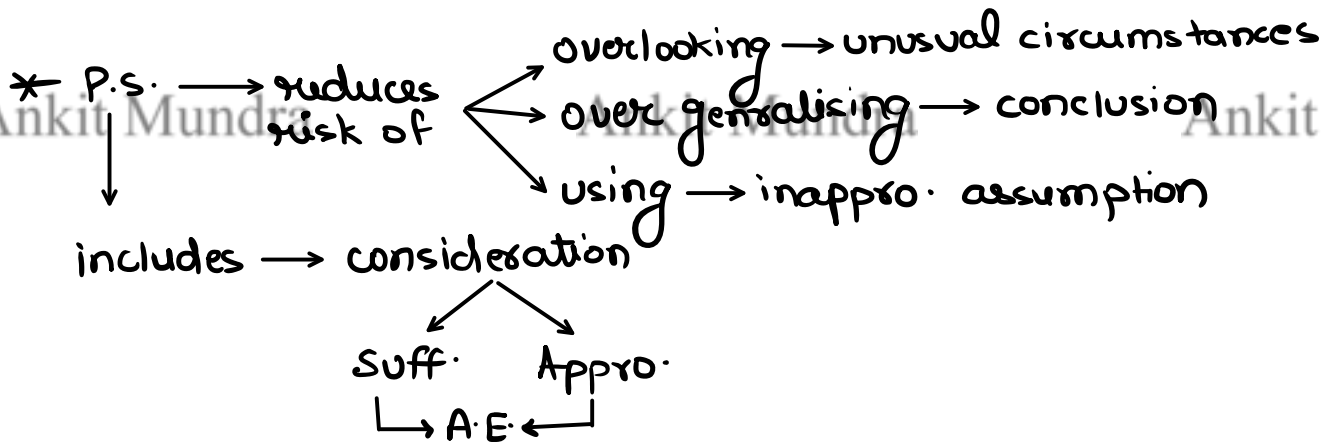 * P.S. → reduces risk of
overlooking → unusual circumstances
over genralising → conclusion
using → inappro. assumption
includes → consideration
Suff. Appro.
A.E.
Ankit Mundra Ankit Mundra Ankit